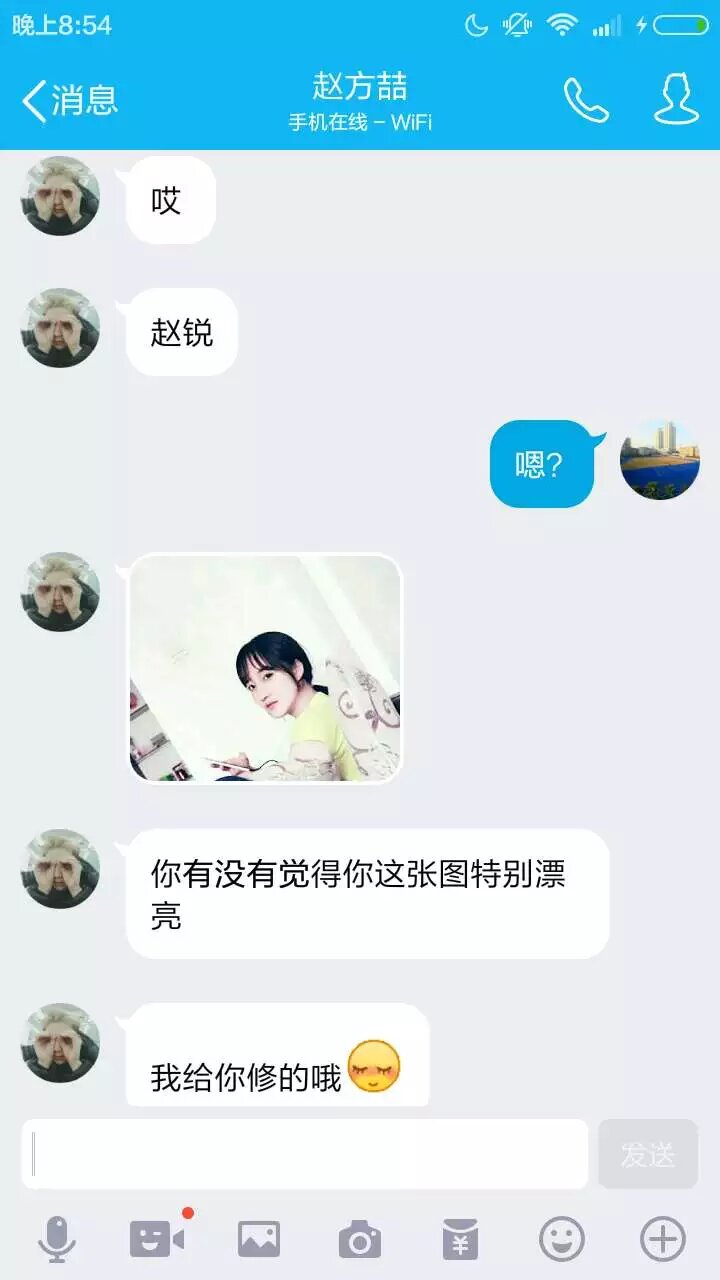 晚上8:54
消息
赵方喆
手机在线 – WiFi
哎
赵锐
嗯?
你有没有觉得你这张图特别漂
亮
我给你修的哦
发送